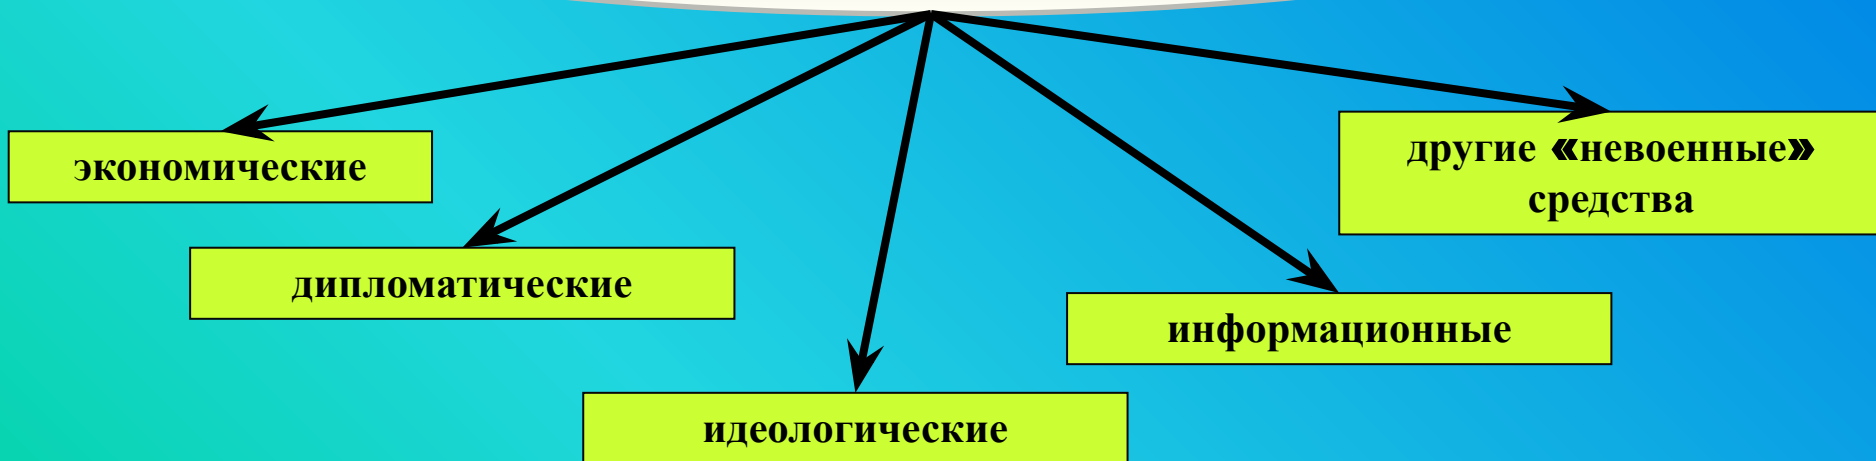 экономические
дипломатические
идеологические
информационные
другие «невоенные»
средства